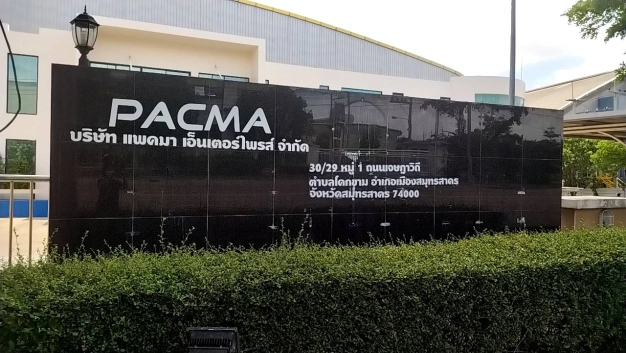 PACMA
บริษัท แพคมา เอ็นเตอร์ไพรส์ จำกัด
30/29 หมู่ 1 ถนนเจษฎาวิถี
ตำบลโคกขาม อำเภอเมืองสมุทรสาคร
จังหวัดสมุทรสาคร 74000